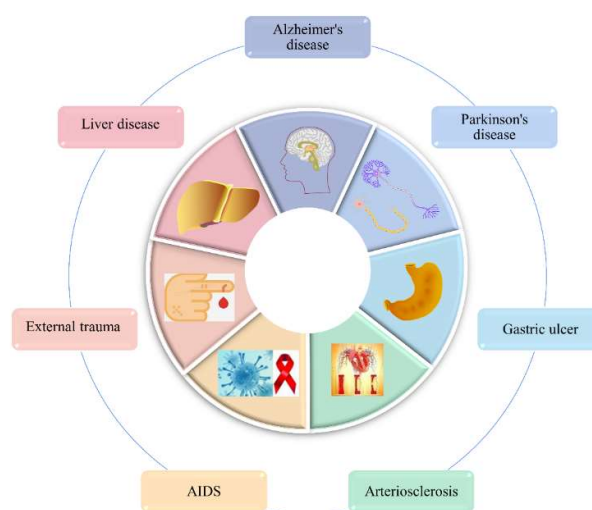 Alzheimer's
disease
Liver disease
Parkinson's
disease
External trauma
Gastric ulcer
AIDS
Arteriosclerosis